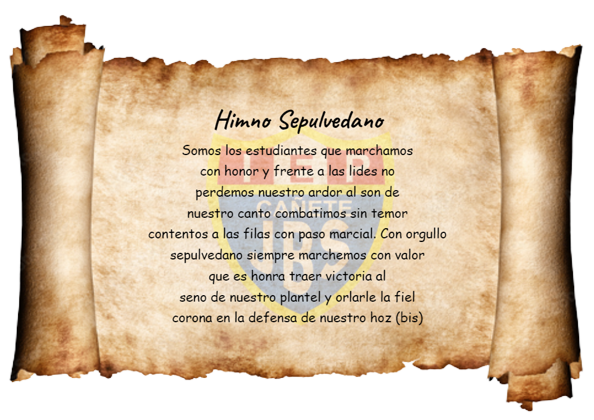 Himno Sepulvedano
Somos los estudiantes que marchamos
con honor y frente a las lides no
perdemos nuestro ardor al son de
nuestro canto combatimos sin temor
contentos a las filas con paso marcial. Con orgullo
sepulvedano siempre marchemos con valor
que es honra traer victoria al
seno de nuestro plantel y orlarle la fiel
corona en la defensa de nuestro hoz (bis)
I E P
CAÑETE
JBS